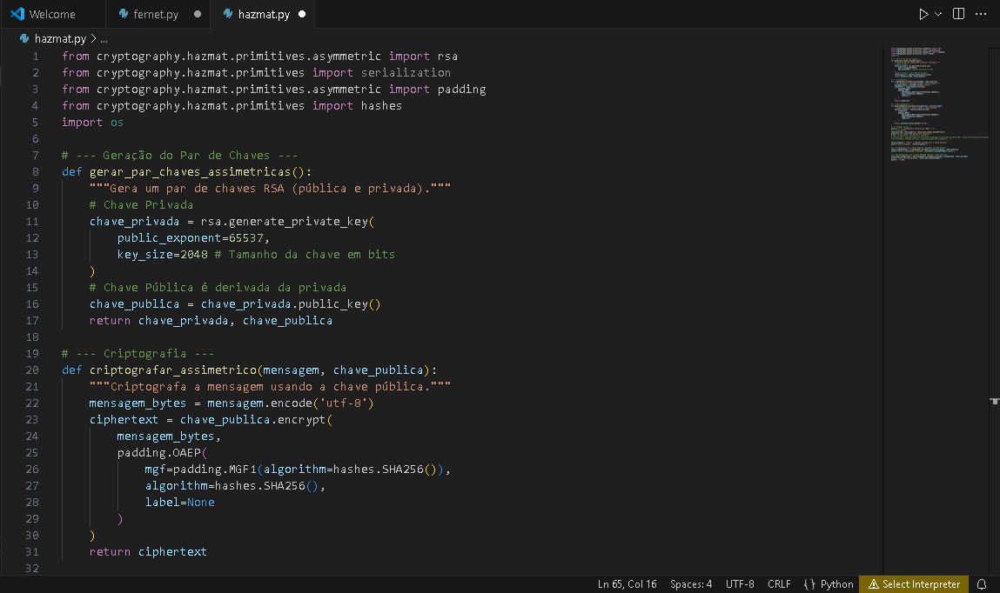 Welcome
fernet.py
hazmat.py
hazmat.py > ...
1 from cryptography.hazmat.primitives.asymmetric import rsa
2 from cryptography.hazmat.primitives import serialization
3 from cryptography.hazmat.primitives.asymmetric import padding
4 from cryptography.hazmat.primitives import hashes
5 import os
6
7 # --- Geração do Par de Chaves ---
8 def gerar_par_chaves_assimetricas():
9     """Gera um par de chaves RSA (pública e privada)."""
10     # Chave Privada
11     chave_privada = rsa.generate_private_key(
12         public_exponent=65537,
13         key_size=2048 # Tamanho da chave em bits
14     )
15     # Chave Pública é derivada da privada
16     chave_publica = chave_privada.public_key()
17     return chave_privada, chave_publica
18
19 # --- Criptografia ---
20 def criptografar_assimetrico(mensagem, chave_publica):
21     """Criptografa a mensagem usando a chave pública."""
22     mensagem_bytes = mensagem.encode('utf-8')
23     ciphertext = chave_publica.encrypt(
24         mensagem_bytes,
25         padding.OAEP(
26             mgf=padding.MGF1(algorithm=hashes.SHA256()),
27             algorithm=hashes.SHA256(),
28             label=None
29         )
30     )
31     return ciphertext
32
Ln 65, Col 16 Spaces: 4 UTF-8 CRLF {} Python Select Interpreter